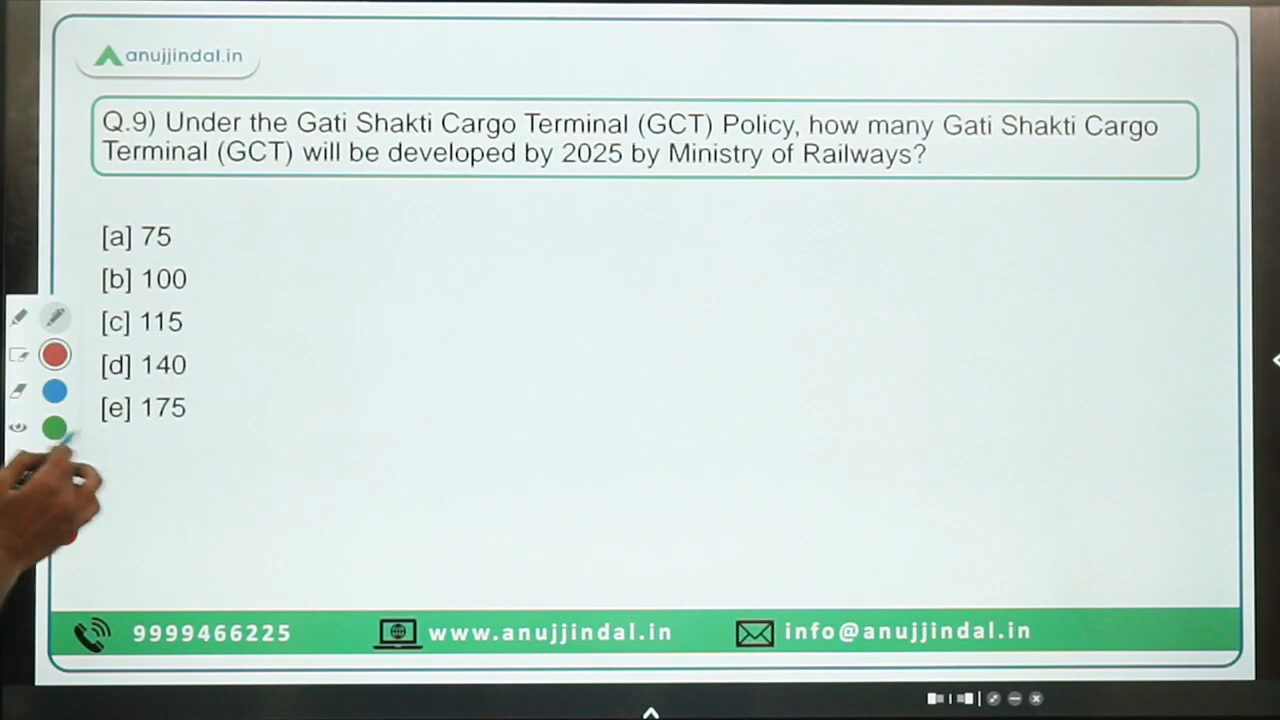 anujjindal.in
Q.9) Under the Gati Shakti Cargo Terminal (GCT) Policy, how many Gati Shakti Cargo
Terminal (GCT) will be developed by 2025 by Ministry of Railways?
[a] 75
[b] 100
[c] 115
[d] 140
[e] 175
9999466225 www.anujjindal.in info@anujjindal.in